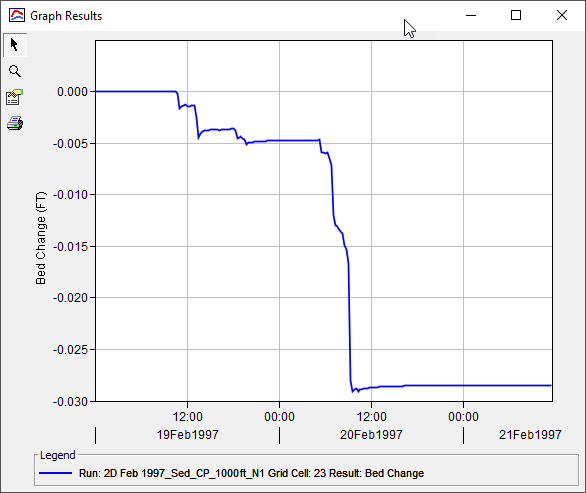 Graph Results
0.000
-0.005
-0.010
-0.015
-0.020
-0.025
-0.030
Bed Change (FT)
12:00 00:00 12:00 00:00
19Feb1997 20Feb1997 21Feb1997
Legend
Run: 2D Feb 1997_Sed_CP_1000ft_N1 Grid Cell: 23 Result: Bed Change